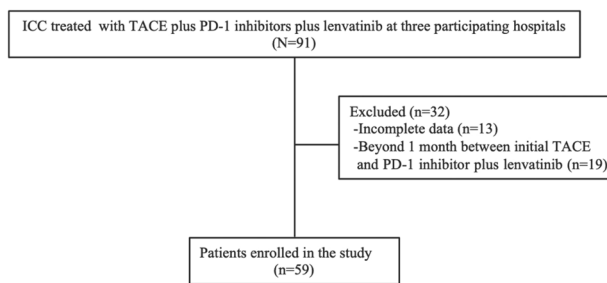 ICC treated with TACE plus PD-1 inhibitors plus lenvatinib at three participating hospitals
(N=91)
Excluded (n=32)
-Incomplete data (n=13)
-Beyond 1 month between initial TACE
and PD-1 inhibitor plus lenvatinib (n=19)
Patients enrolled in the study
(n=59)